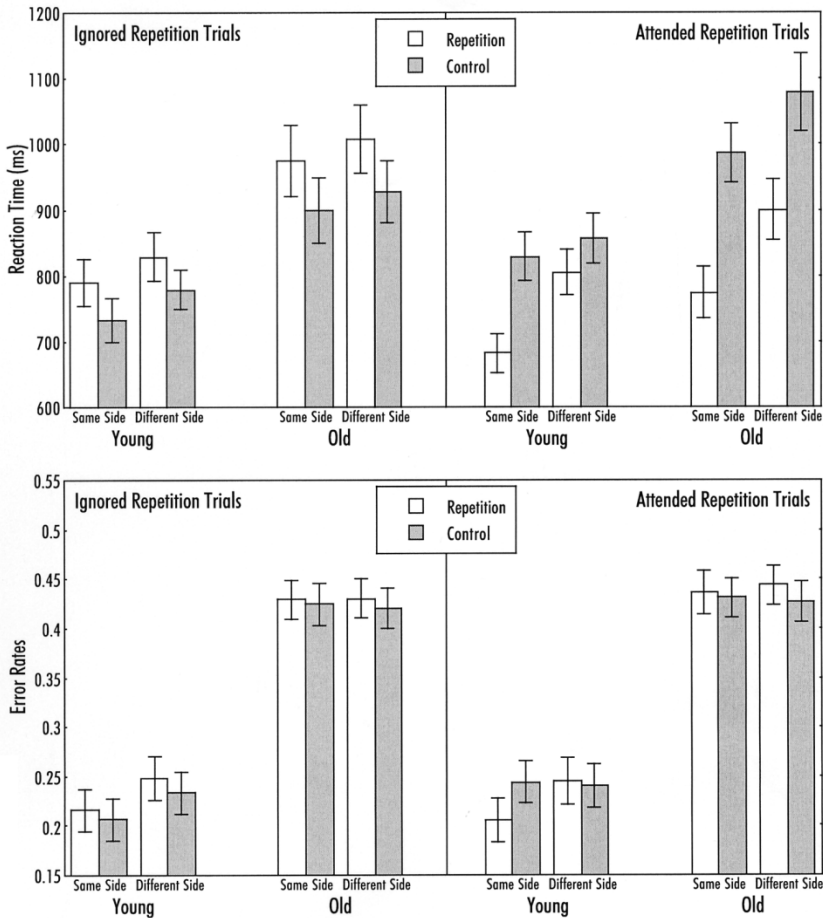 1200
Ignored Repetition Trials
Repetition
Control
Attended Repetition Trials
1100
1000
900
800
700
600
Reaction Time (ms)
Same Side Different Side Same Side Different Side Same Side Different Side Same Side Different Side
Young Old Young Old
0.55
Ignored Repetition Trials
Repetition
Control
Attended Repetition Trials
0.5
0.45
0.4
0.35
0.3
0.25
0.2
0.15
Error Rates
Same Side Different Side Same Side Different Side Same Side Different Side Same Side Different Side
Young Old Young Old